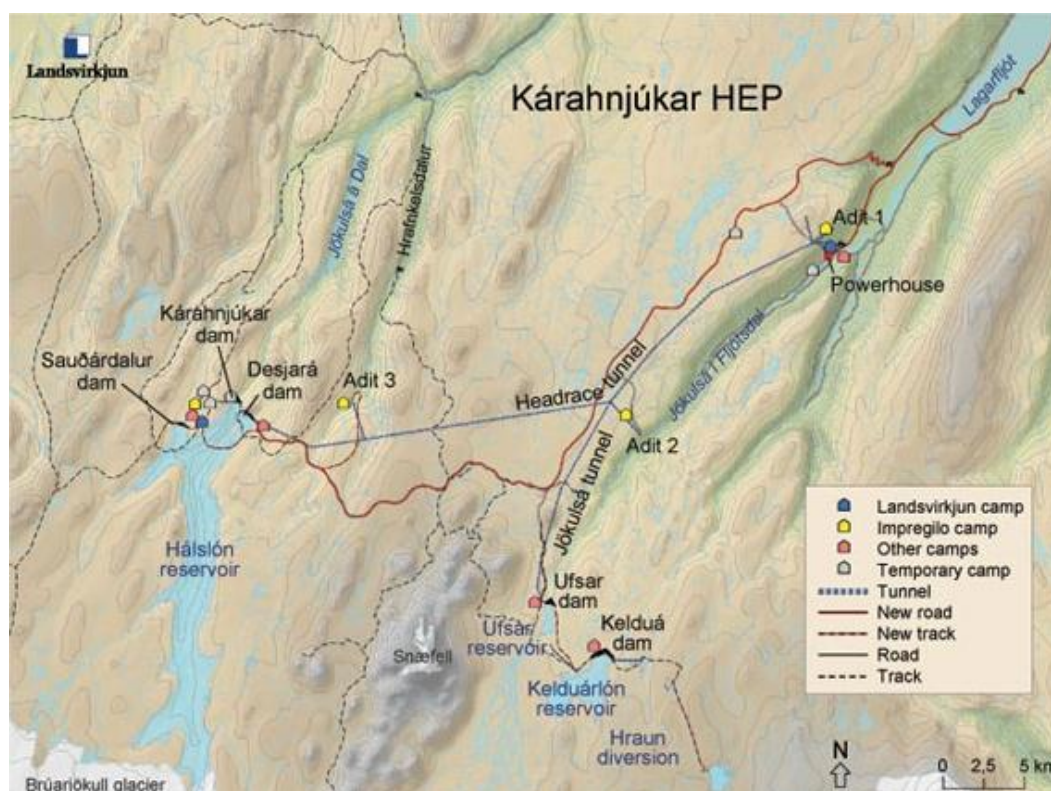 Landsvirkjun
Kárahnjúkar HEP
Lagarfljót
Jökulsá á Dal
Hrafnkelsdalur
Adit 1
Powerhouse
Kárahnjúkar
dam
Sauðárdalur
dam
Desjará
dam
Adit 3
Headrace tunnel
Jökulsá í Fljótsdal
Adit 2
Jökulsá tunnel
Hálslón
reservoir
Ufsar
dam
Ufsar
reservoir
Kelduá
dam
Snæfell
Kelduárlón
reservoir
Hraun
diversion
Brúarjökull glacier
Landsvirkjun camp
Impregilo camp
Other camps
Temporary camp
Tunnel
New road
New track
Road
Track
N
0 2,5 5 km